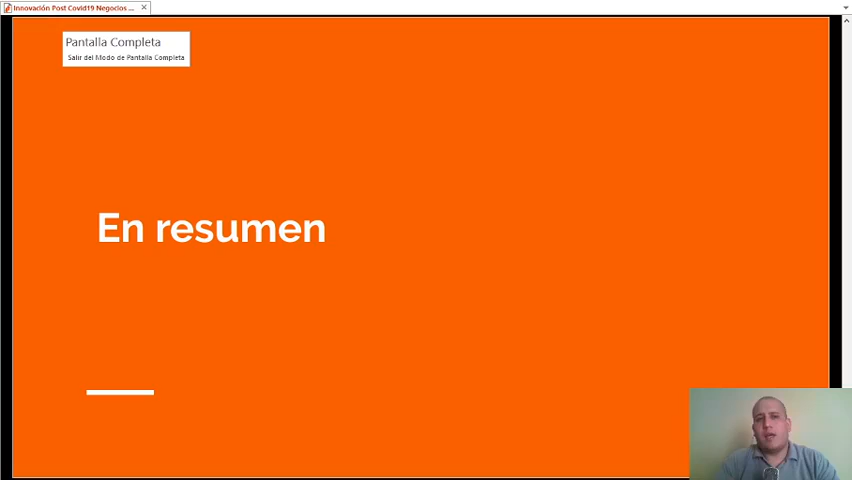 Innovación Post Covid19 Negocios ...
Pantalla Completa
Salir del Modo de Pantalla Completa
En resumen